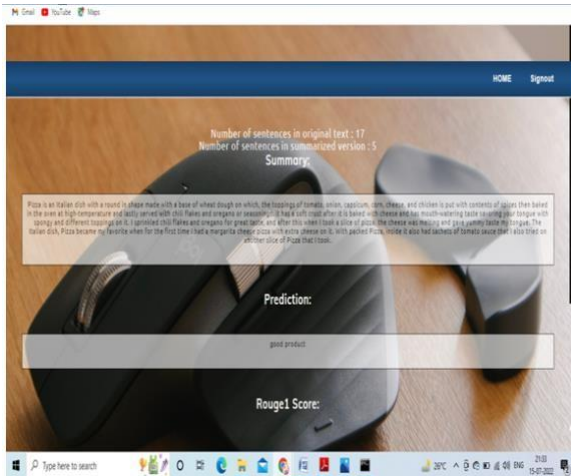 Gmail YouTube Maps
HOME Signout
Number of sentences in original text : 17
Number of sentences in summarized version : 5
Summary:
Pizza is an Italian dish with a round in shape made with a base of wheat dough on which, the toppings of tomato, onion, capsicum, corn, cheese, and chicken is put with contents of spices then baked
in the oven at high-temperature and lastly served with chili flakes and oregano or seasoning. It has a soft crust after it is baked with cheese and has mouth-watering taste savuring your tongue with
spongy and different toppings on it. I sprinkled chili flakes and oregano for great taste, and after this when I took a slice of pizza, the cheese was melting and gave yummy taste my tongue. The
Italian dish, Pizza became my favorite when for the first time I had a margarita cheese pizza with extra cheese on it. With packed Pizza, inside it also had sachets of tomato sauce that I also tried on
another slice of Pizza that I took.
Prediction:
good product
Rouge1 Score:
Type here to search
26°C ENG
21:33
15-07-2022